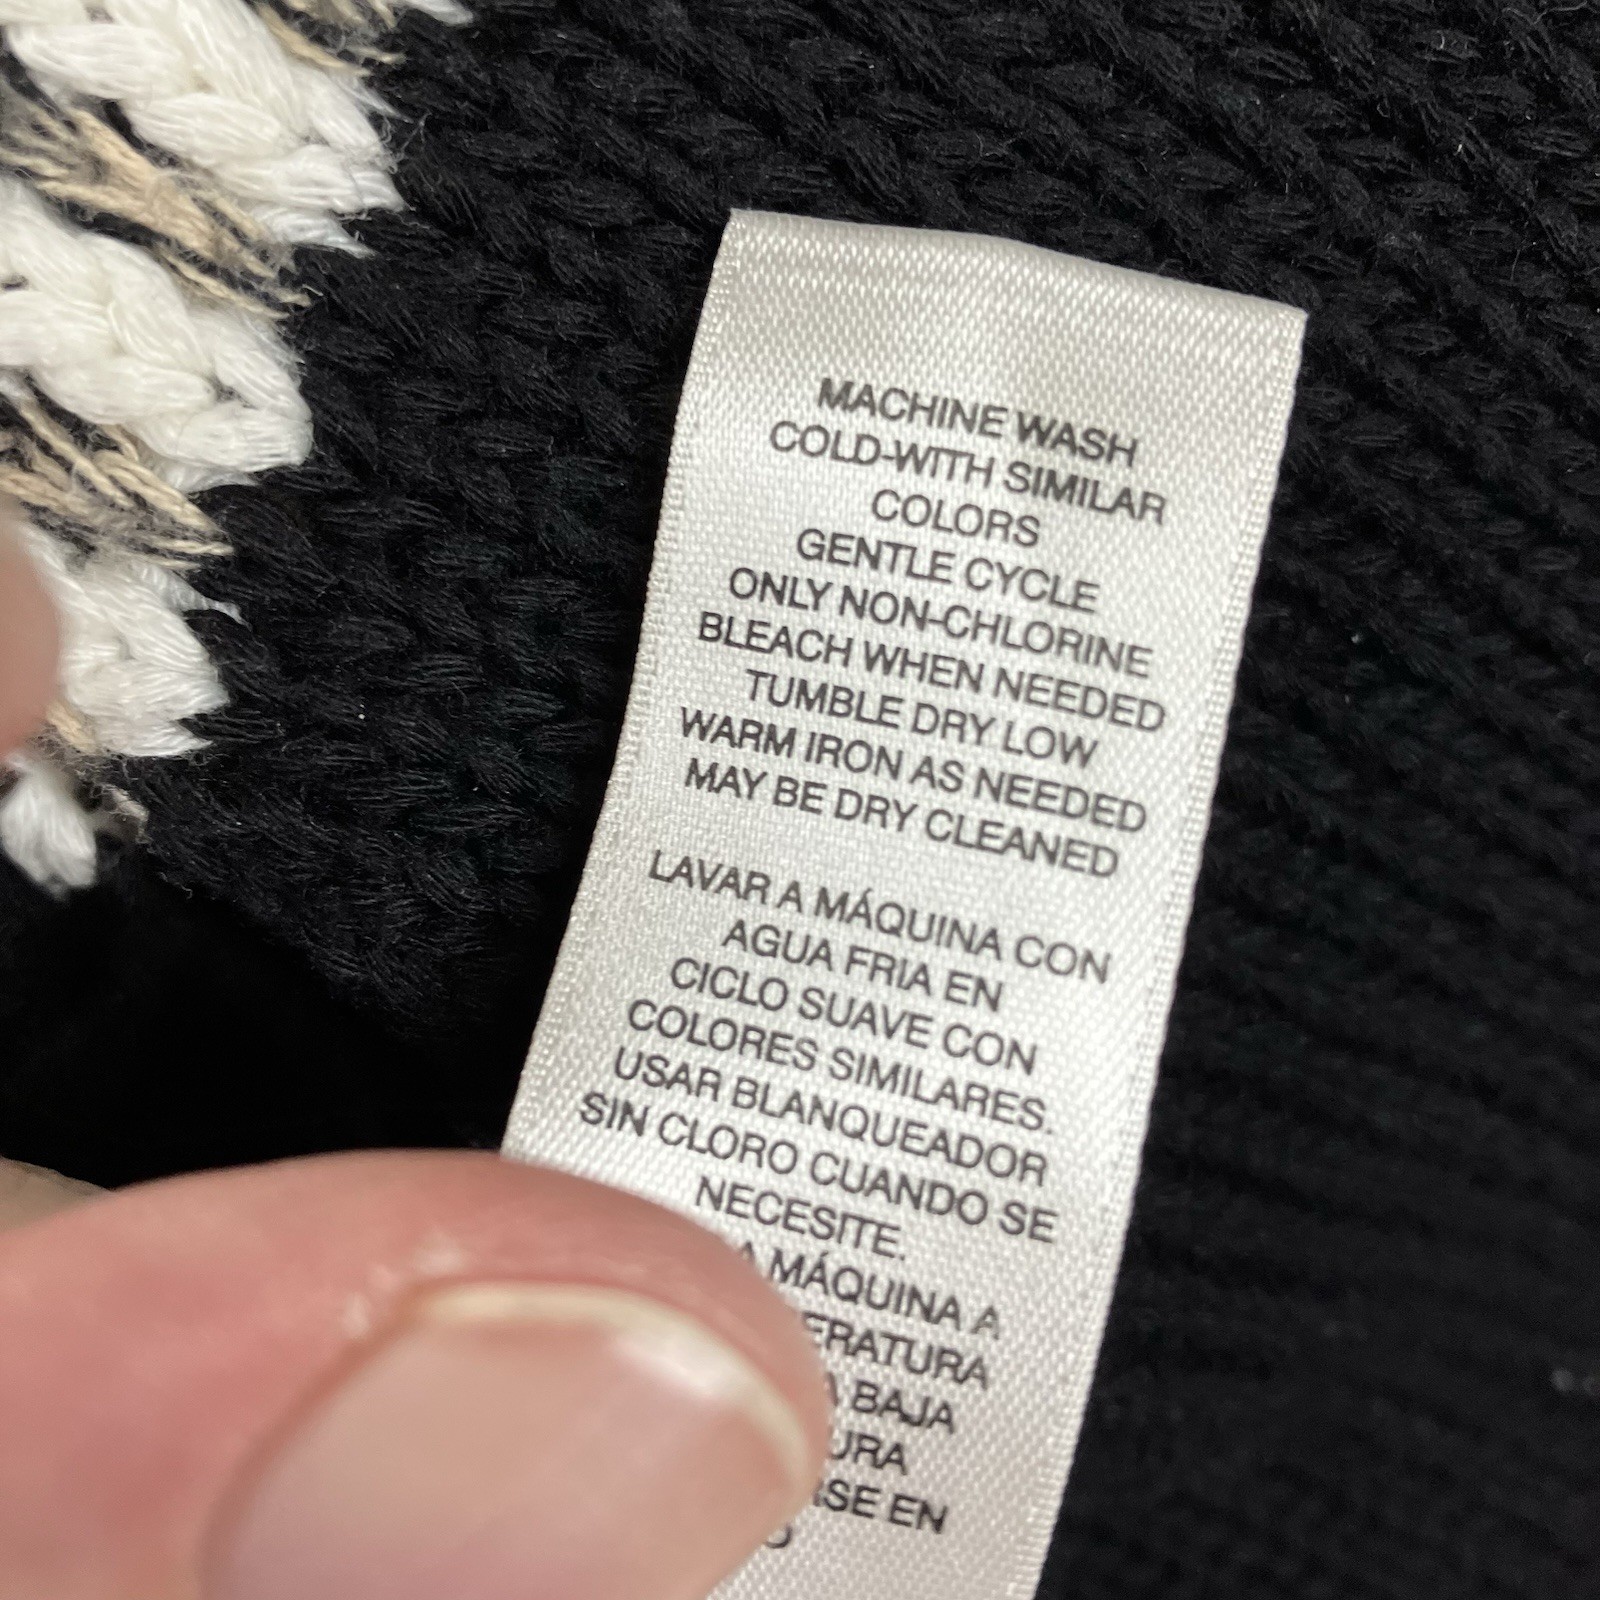 MACHINE WASH
COLD-WITH SIMILAR
COLORS
GENTLE CYCLE
ONLY NON-CHLORINE
BLEACH WHEN NEEDED
TUMBLE DRY LOW
WARM IRON AS NEEDED
MAY BE DRY CLEANED
LAVAR A MÁQUINA CON
AGUA FRIA EN
CICLO SUAVE CON
COLORES SIMILARES.
USAR BLANQUEADOR
SIN CLORO CUANDO SE
NECESITE.
A MÁQUINA A
BAJA
EN